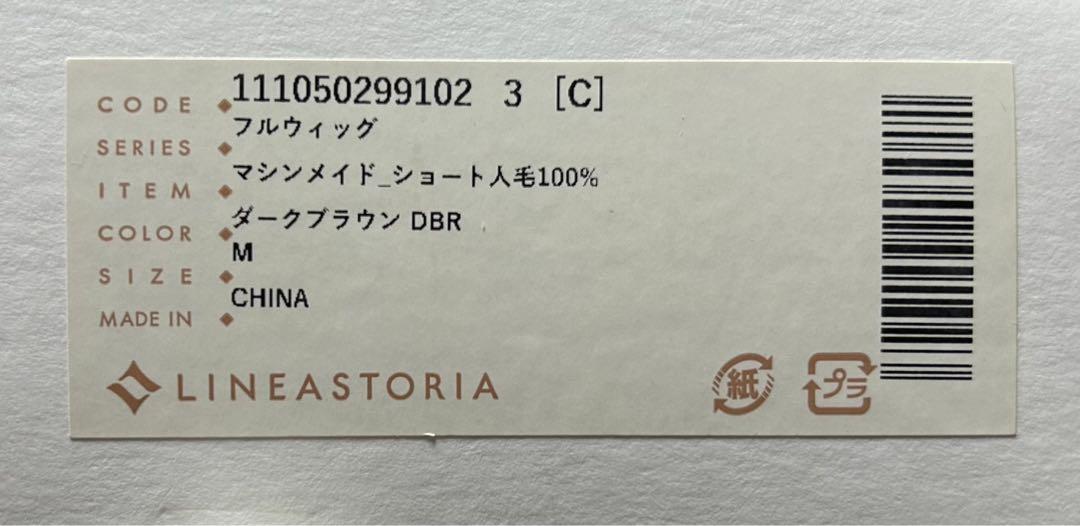 CODE ◆ 111050299102 3 [C]
SERIES ◆ フルウィッグ
ITEM ◆ マシンメイド_ショート人毛100%
COLOR ◆ ダークブラウン DBR
SIZE ◆ M
MADE IN ◆ CHINA
LINEASTORIA
紙 プラ